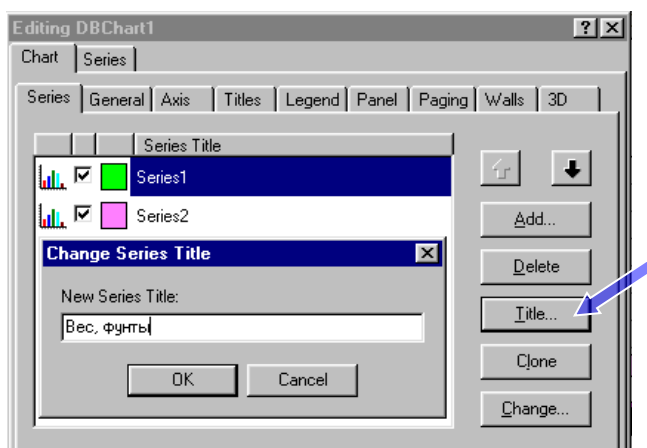 Editing DBChart1
Chart Series
Series General Axis Titles Legend Panel Paging Walls 3D
Series Title
Series1
Series2
Add...
Delete
Title...
Clone
Change...
Change Series Title
New Series Title:
Вес, фунты
OK Cancel